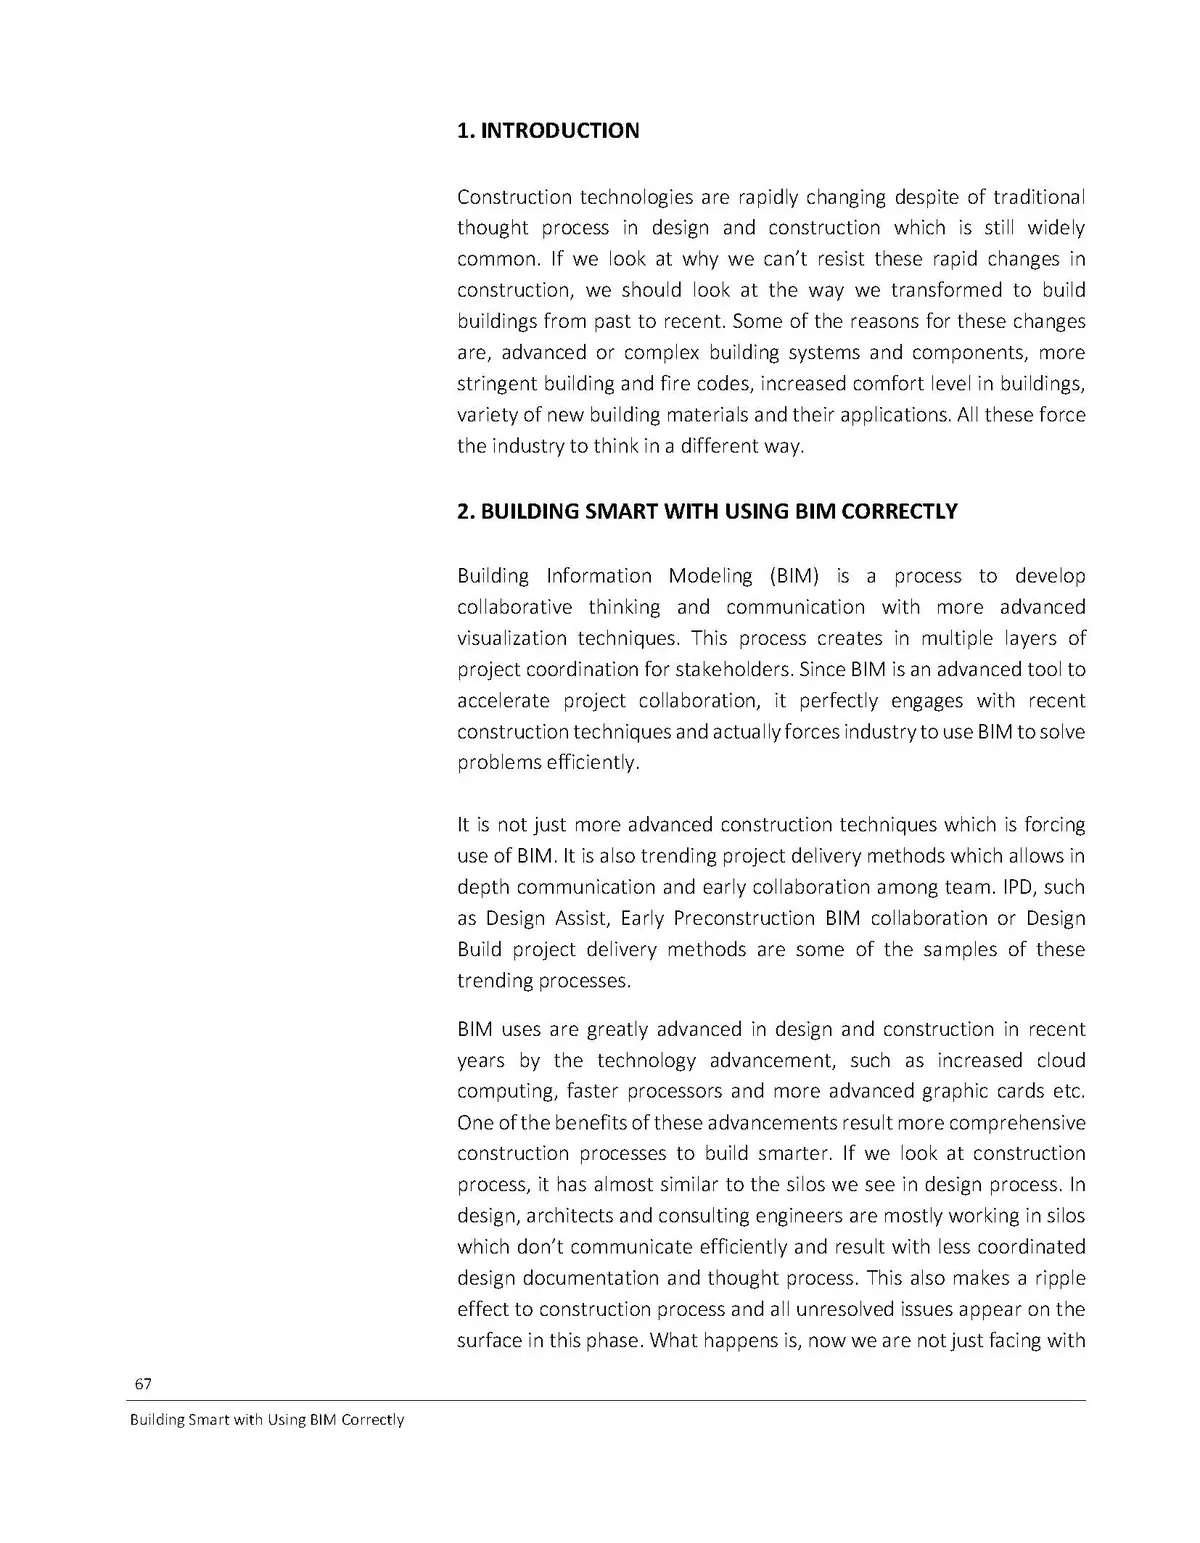 1. INTRODUCTION
Construction technologies are rapidly changing despite of traditional
thought process in design and construction which is still widely
common. If we look at why we can't resist these rapid changes in
construction, we should look at the way we transformed to build
buildings from past to recent. Some of the reasons for these changes
are, advanced or complex building systems and components, more
stringent building and fire codes, increased comfort level in buildings,
variety of new building materials and their applications. All these force
the industry to think in a different way.
2. BUILDING SMART WITH USING BIM CORRECTLY
Building Information Modeling (BIM) is a process to develop
collaborative thinking and communication with more advanced
visualization techniques. This process creates in multiple layers of
project coordination for stakeholders. Since BIM is an advanced tool to
accelerate project collaboration, it perfectly engages with recent
construction techniques and actually forces industry to use BIM to solve
problems efficiently.
It is not just more advanced construction techniques which is forcing
use of BIM. It is also trending project delivery methods which allows in
depth communication and early collaboration among team. IPD, such
as Design Assist, Early Preconstruction BIM collaboration or Design
Build project delivery methods are some of the samples of these
trending processes.
BIM uses are greatly advanced in design and construction in recent
years by the technology advancement, such as increased cloud
computing, faster processors and more advanced graphic cards etc.
One of the benefits of these advancements result more comprehensive
construction processes to build smarter. If we look at construction
process, it has almost similar to the silos we see in design process. In
design, architects and consulting engineers are mostly working in silos
which don't communicate efficiently and result with less coordinated
design documentation and thought process. This also makes a ripple
effect to construction process and all unresolved issues appear on the
surface in this phase. What happens is, now we are not just facing with
67
Building Smart with Using BIM Correctly